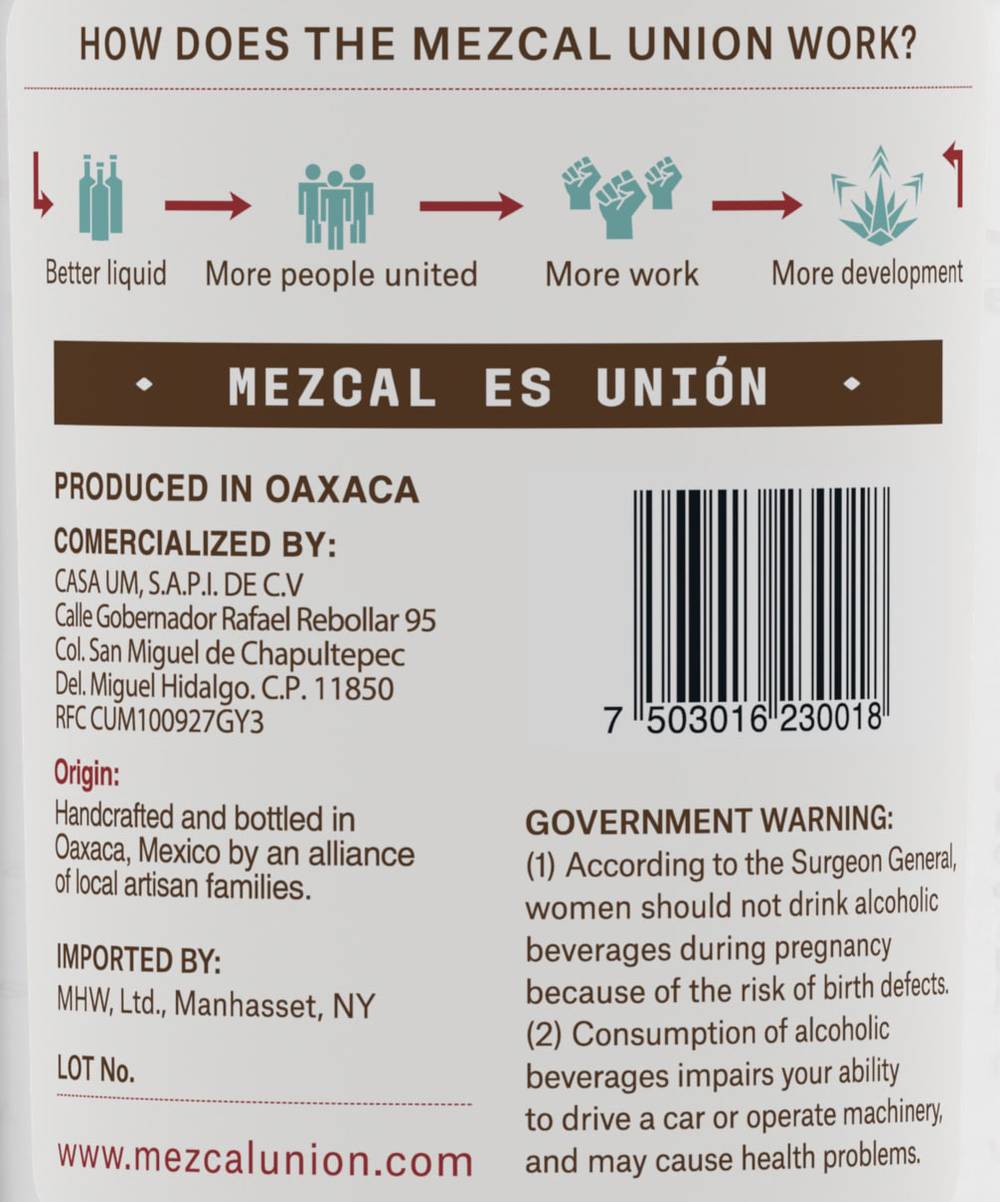 HOW DOES THE MEZCAL UNION WORK?
Better liquid
More people united
More work
More development
MEZCAL ES UNIÓN
PRODUCED IN OAXACA
COMERCIALIZED BY:
CASA UM, S.A.P.I. DE C.V
Calle Gobernador Rafael Rebollar 95
Col. San Miguel de Chapultepec
Del. Miguel Hidalgo. C.P. 11850
RFC CUM100927GY3
Origin:
Handcrafted and bottled in
Oaxaca, Mexico by an alliance
of local artisan families.
IMPORTED BY:
MHW, Ltd., Manhasset, NY
LOT No.
www.mezcalunion.com
7 503016 230018
GOVERNMENT WARNING:
(1) According to the Surgeon General,
women should not drink alcoholic
beverages during pregnancy
because of the risk of birth defects.
(2) Consumption of alcoholic
beverages impairs your ability
to drive a car or operate machinery,
and may cause health problems.